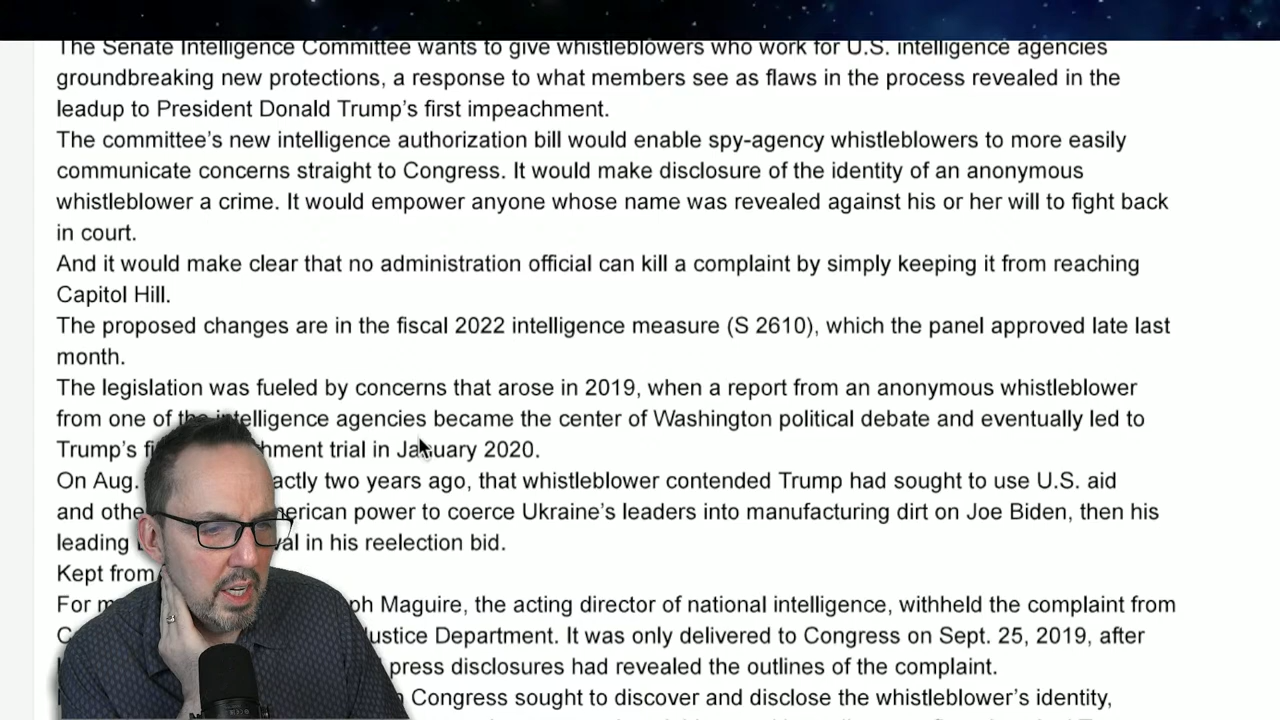 The Senate Intelligence Committee wants to give whistleblowers who work for U.S. intelligence agencies
groundbreaking new protections, a response to what members see as flaws in the process revealed in the
leadup to President Donald Trump's first impeachment.
The committee's new intelligence authorization bill would enable spy-agency whistleblowers to more easily
communicate concerns straight to Congress. It would make disclosure of the identity of an anonymous
whistleblower a crime. It would empower anyone whose name was revealed against his or her will to fight back
in court.
And it would make clear that no administration official can kill a complaint by simply keeping it from reaching
Capitol Hill.
The proposed changes are in the fiscal 2022 intelligence measure (S 2610), which the panel approved late last
month.
The legislation was fueled by concerns that arose in 2019, when a report from an anonymous whistleblower
from one of the intelligence agencies became the center of Washington political debate and eventually led to
Trump's trial in January 2020.
On Aug. two years ago, that whistleblower contended Trump had sought to use U.S. aid
and power to coerce Ukraine's leaders into manufacturing dirt on Joe Biden, then his
leading in his reelection bid.
Kept from
For Maguire, the acting director of national intelligence, withheld the complaint from
Justice Department. It was only delivered to Congress on Sept. 25, 2019, after
press disclosures had revealed the outlines of the complaint.
Congress sought to discover and disclose the whistleblower's identity,